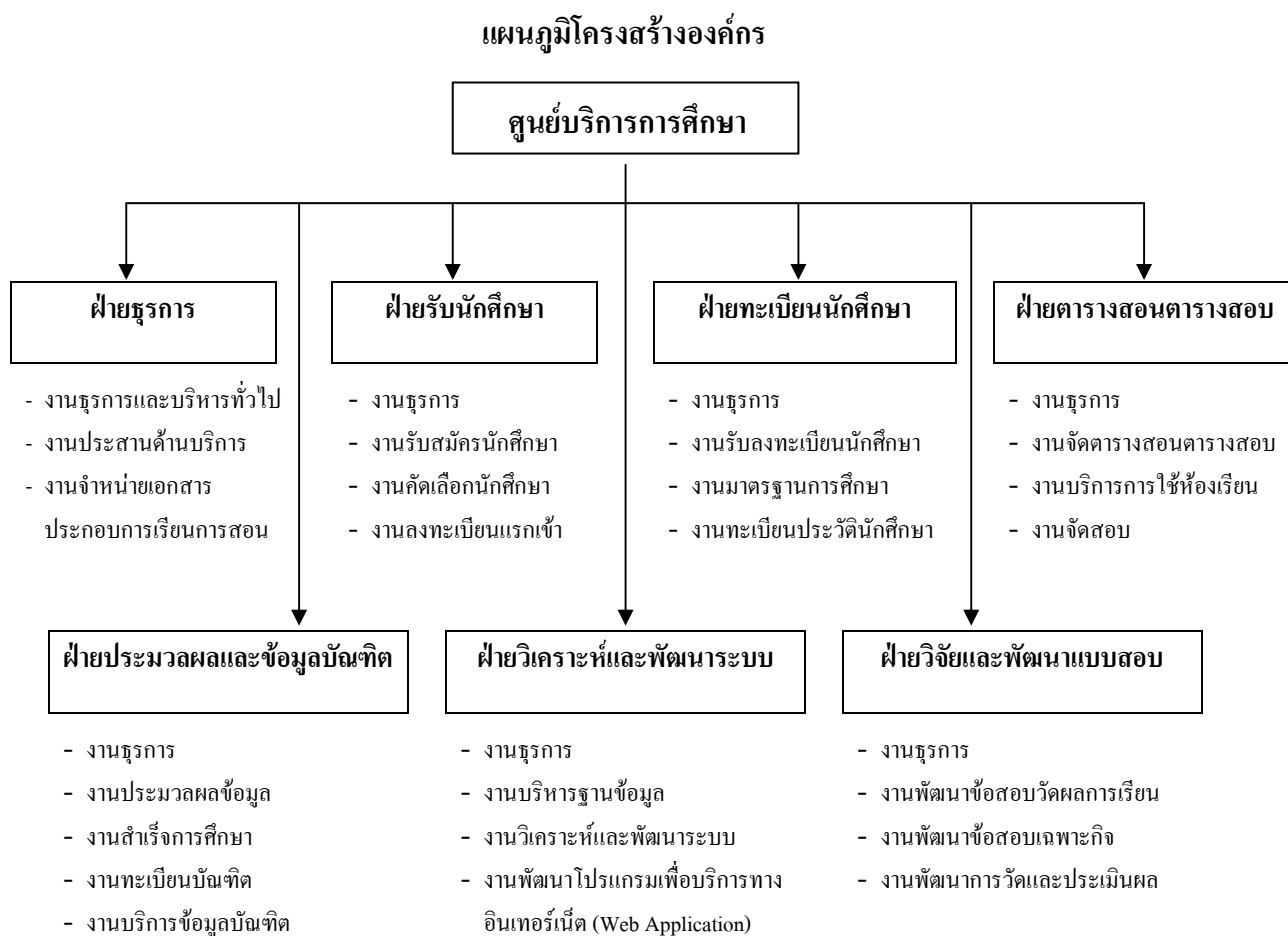 แผนภูมิโครงสร้างองค์กร
ศูนย์บริการการศึกษา
ฝ่ายธุรการ
- งานธุรการและบริหารทั่วไป
- งานประสานด้านบริการ
- งานจำหน่ายเอกสาร
ประกอบการเรียนการสอน
ฝ่ายรับนักศึกษา
- งานธุรการ
- งานรับสมัครนักศึกษา
- งานคัดเลือกนักศึกษา
- งานลงทะเบียนแรกเข้า
ฝ่ายทะเบียนนักศึกษา
- งานธุรการ
- งานรับลงทะเบียนนักศึกษา
- งานมาตรฐานการศึกษา
- งานทะเบียนประวัตินักศึกษา
ฝ่ายตารางสอนตารางสอบ
- งานธุรการ
- งานจัดตารางสอนตารางสอบ
- งานบริการการใช้ห้องเรียน
- งานจัดสอบ
ฝ่ายประมวลผลและข้อมูลบัณฑิต
- งานธุรการ
- งานประมวลผลข้อมูล
- งานสำเร็จการศึกษา
- งานทะเบียนบัณฑิต
- งานบริการข้อมูลบัณฑิต
ฝ่ายวิเคราะห์และพัฒนาระบบ
- งานธุรการ
- งานบริหารฐานข้อมูล
- งานวิเคราะห์และพัฒนาระบบ
- งานพัฒนาโปรแกรมเพื่อบริการทาง
อินเทอร์เน็ต (Web Application)
ฝ่ายวิจัยและพัฒนาแบบสอบ
- งานธุรการ
- งานพัฒนาข้อสอบวัดผลการเรียน
- งานพัฒนาข้อสอบเฉพาะกิจ
- งานพัฒนาการวัดและประเมินผล